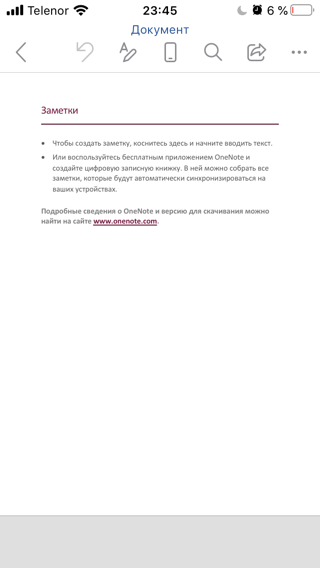 Telenor 23:45 6 %
Документ
Заметки
• Чтобы создать заметку, коснитесь здесь и начните вводить текст.
• Или воспользуйтесь бесплатным приложением OneNote и
создайте цифровую записную книжку. В ней можно собрать все
заметки, которые будут автоматически синхронизироваться на
ваших устройствах.
Подробные сведения о OneNote и версию для скачивания можно
найти на сайте www.onenote.com.